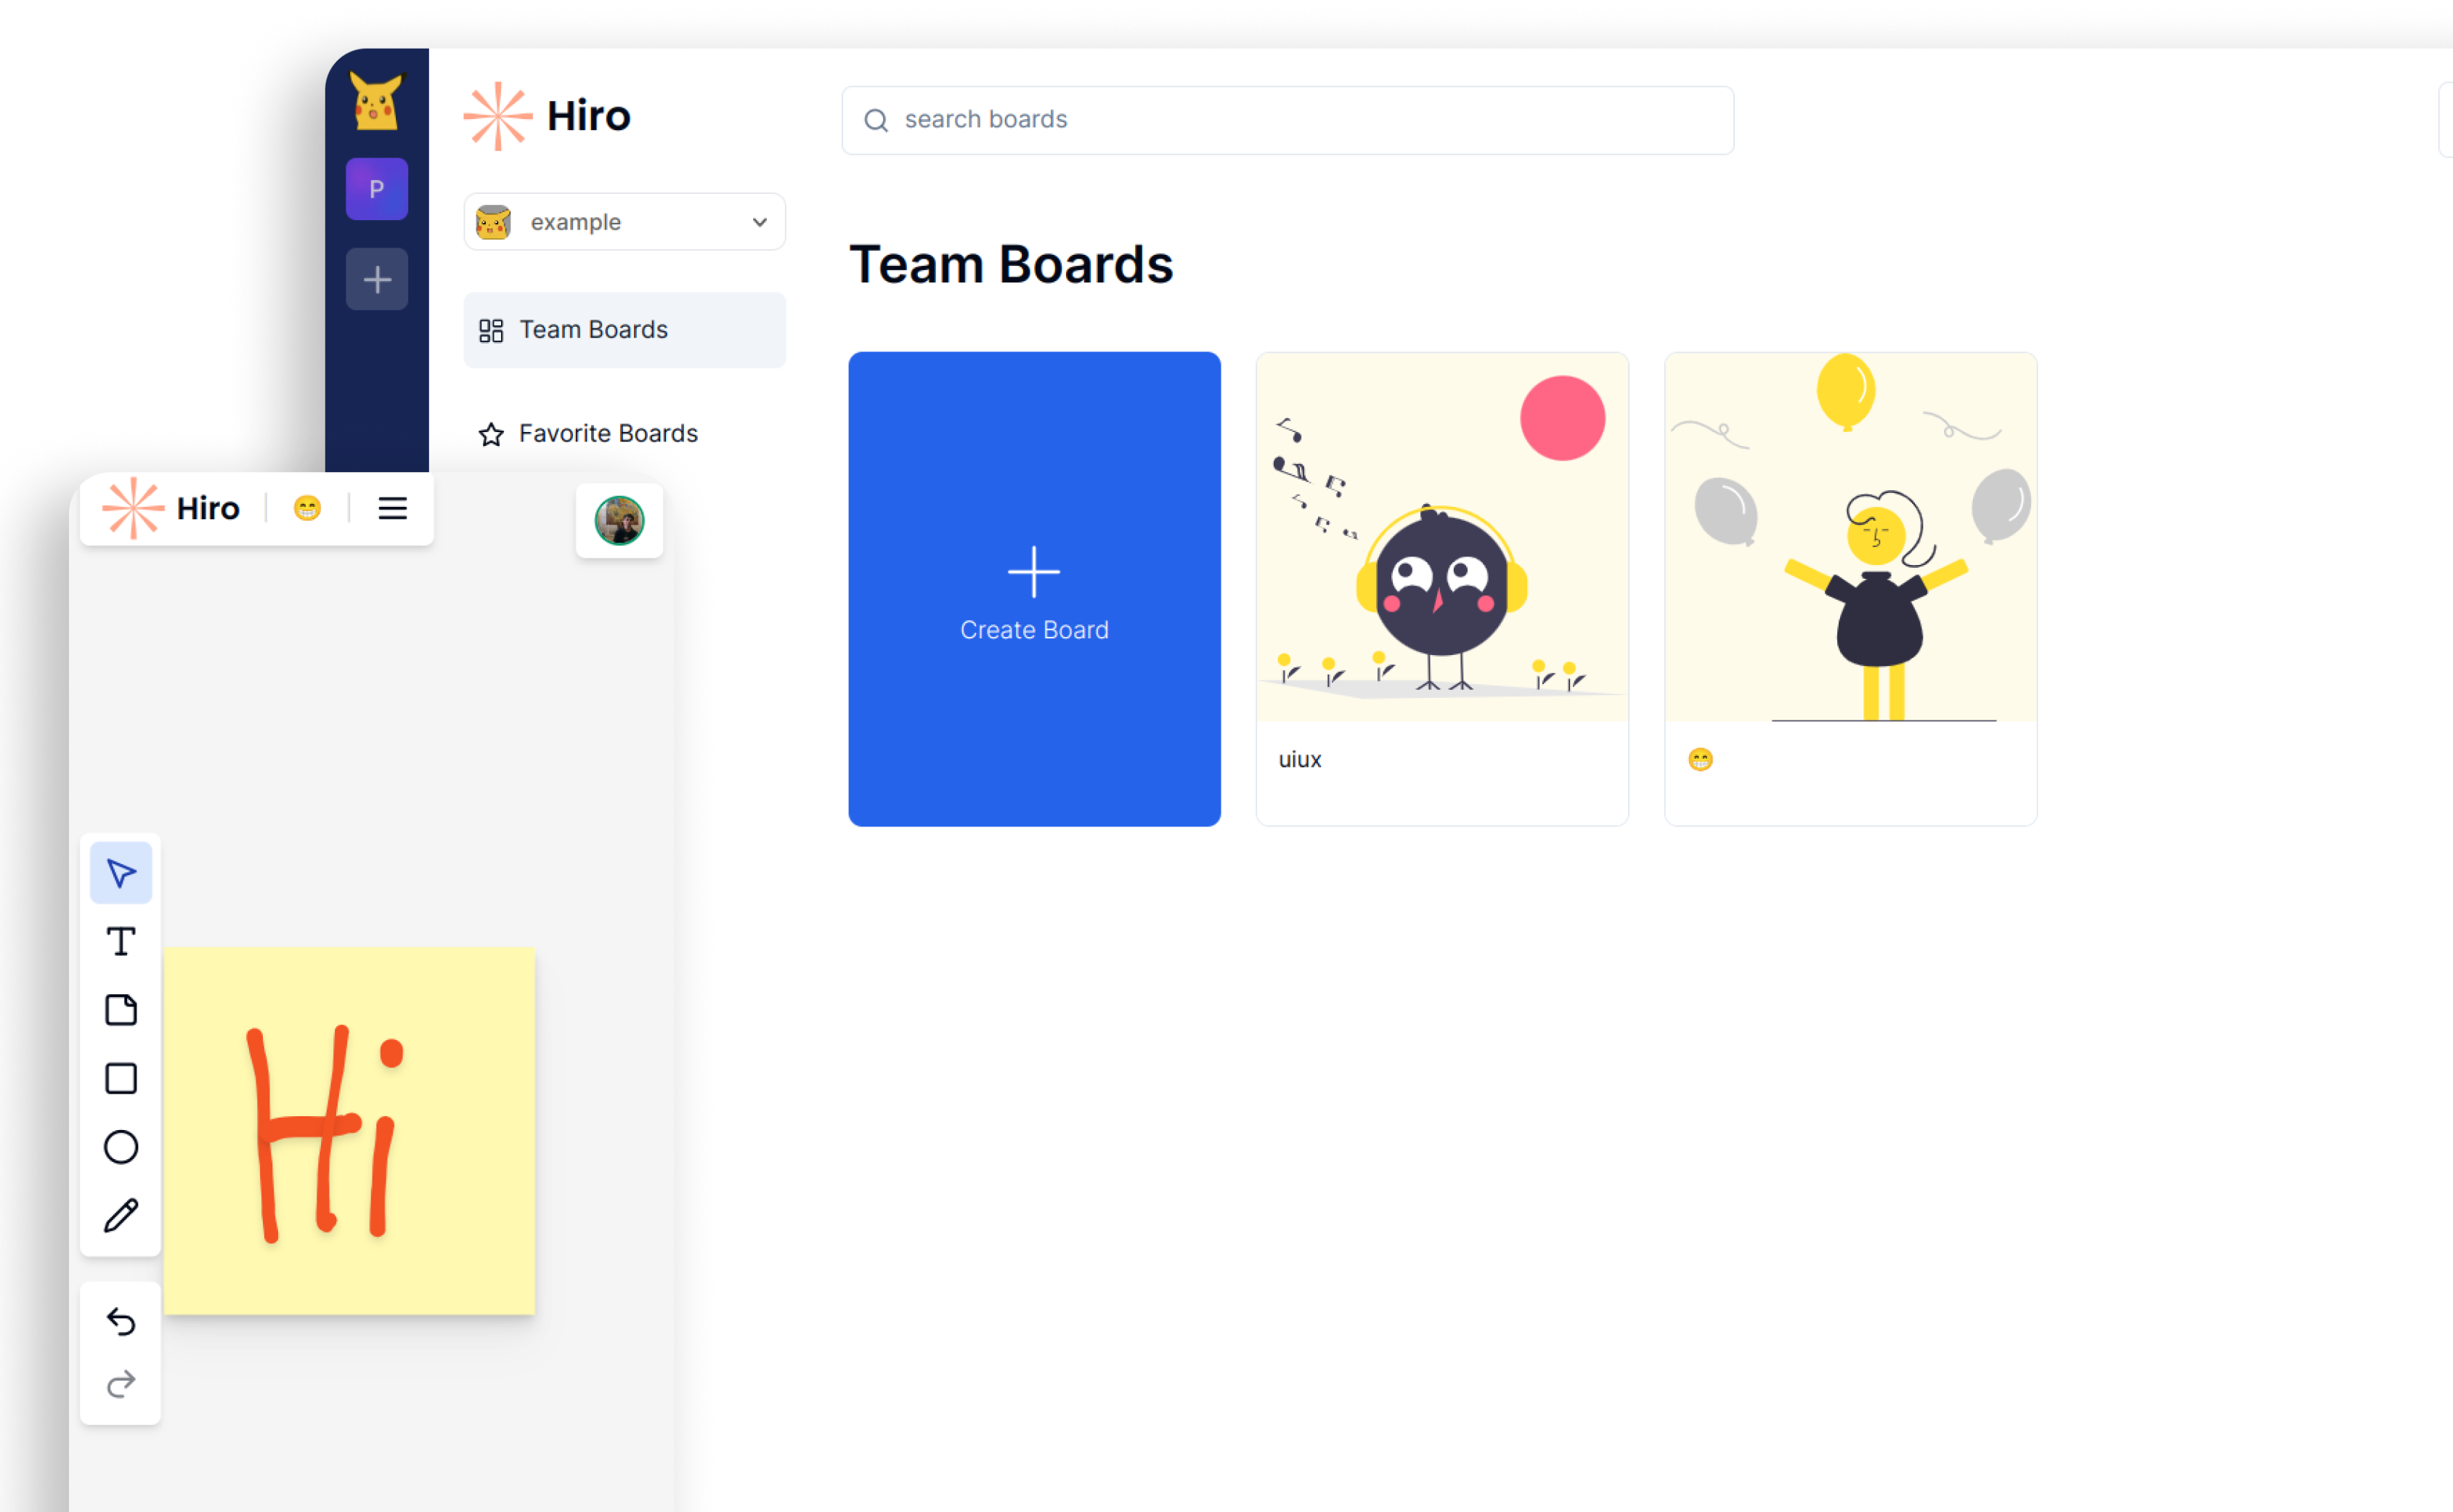 P
Hiro
search boards
example
Team Boards
Team Boards
Favorite Boards
Create Board
uiux
😁
Hiro
😁
Hi